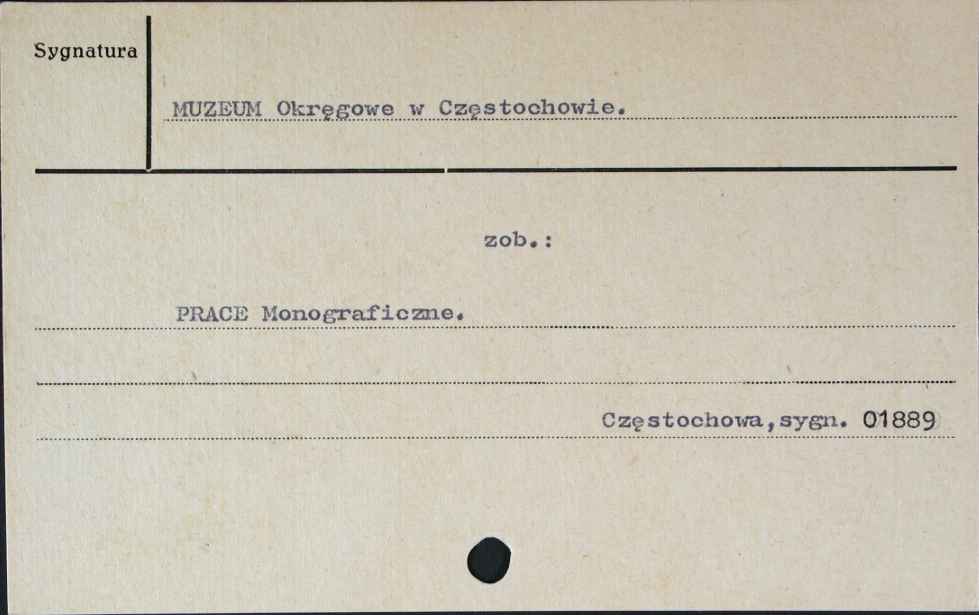 Sygnatura
MUZEUM Okręgowe w Częstochowie.
zob.:
PRACE Monograficzne.
Częstochowa,sygn. 01889